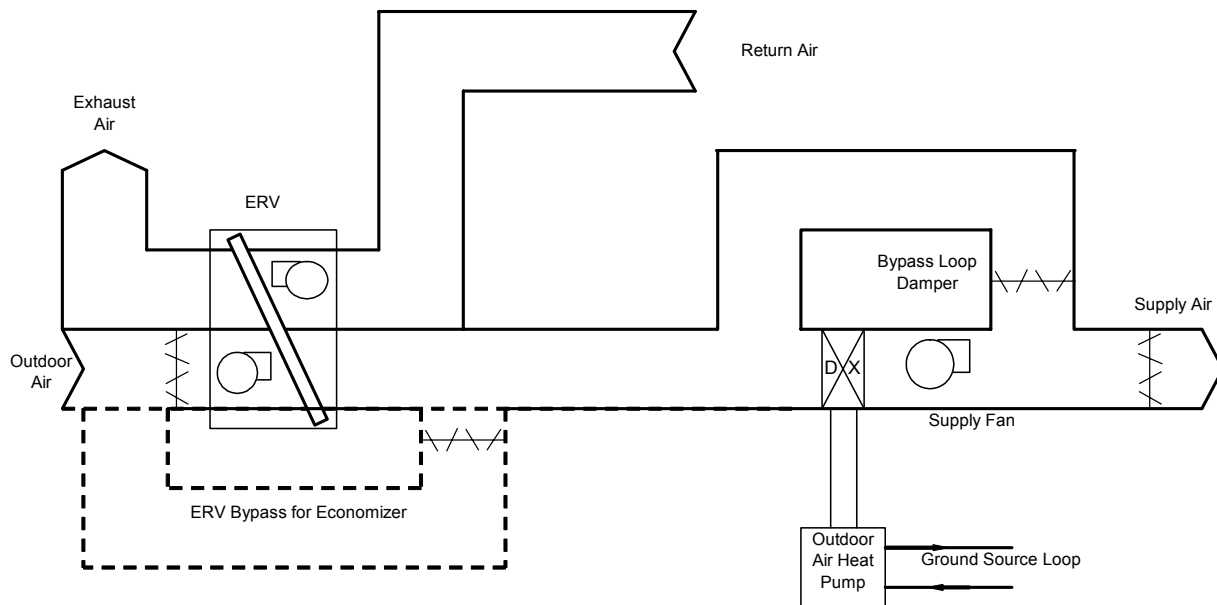 Return Air
Exhaust
Air
ERV
Bypass Loop
Damper
Supply Air
Outdoor
Air
D X
Supply Fan
ERV Bypass for Economizer
Outdoor
Air Heat
Pump
Ground Source Loop